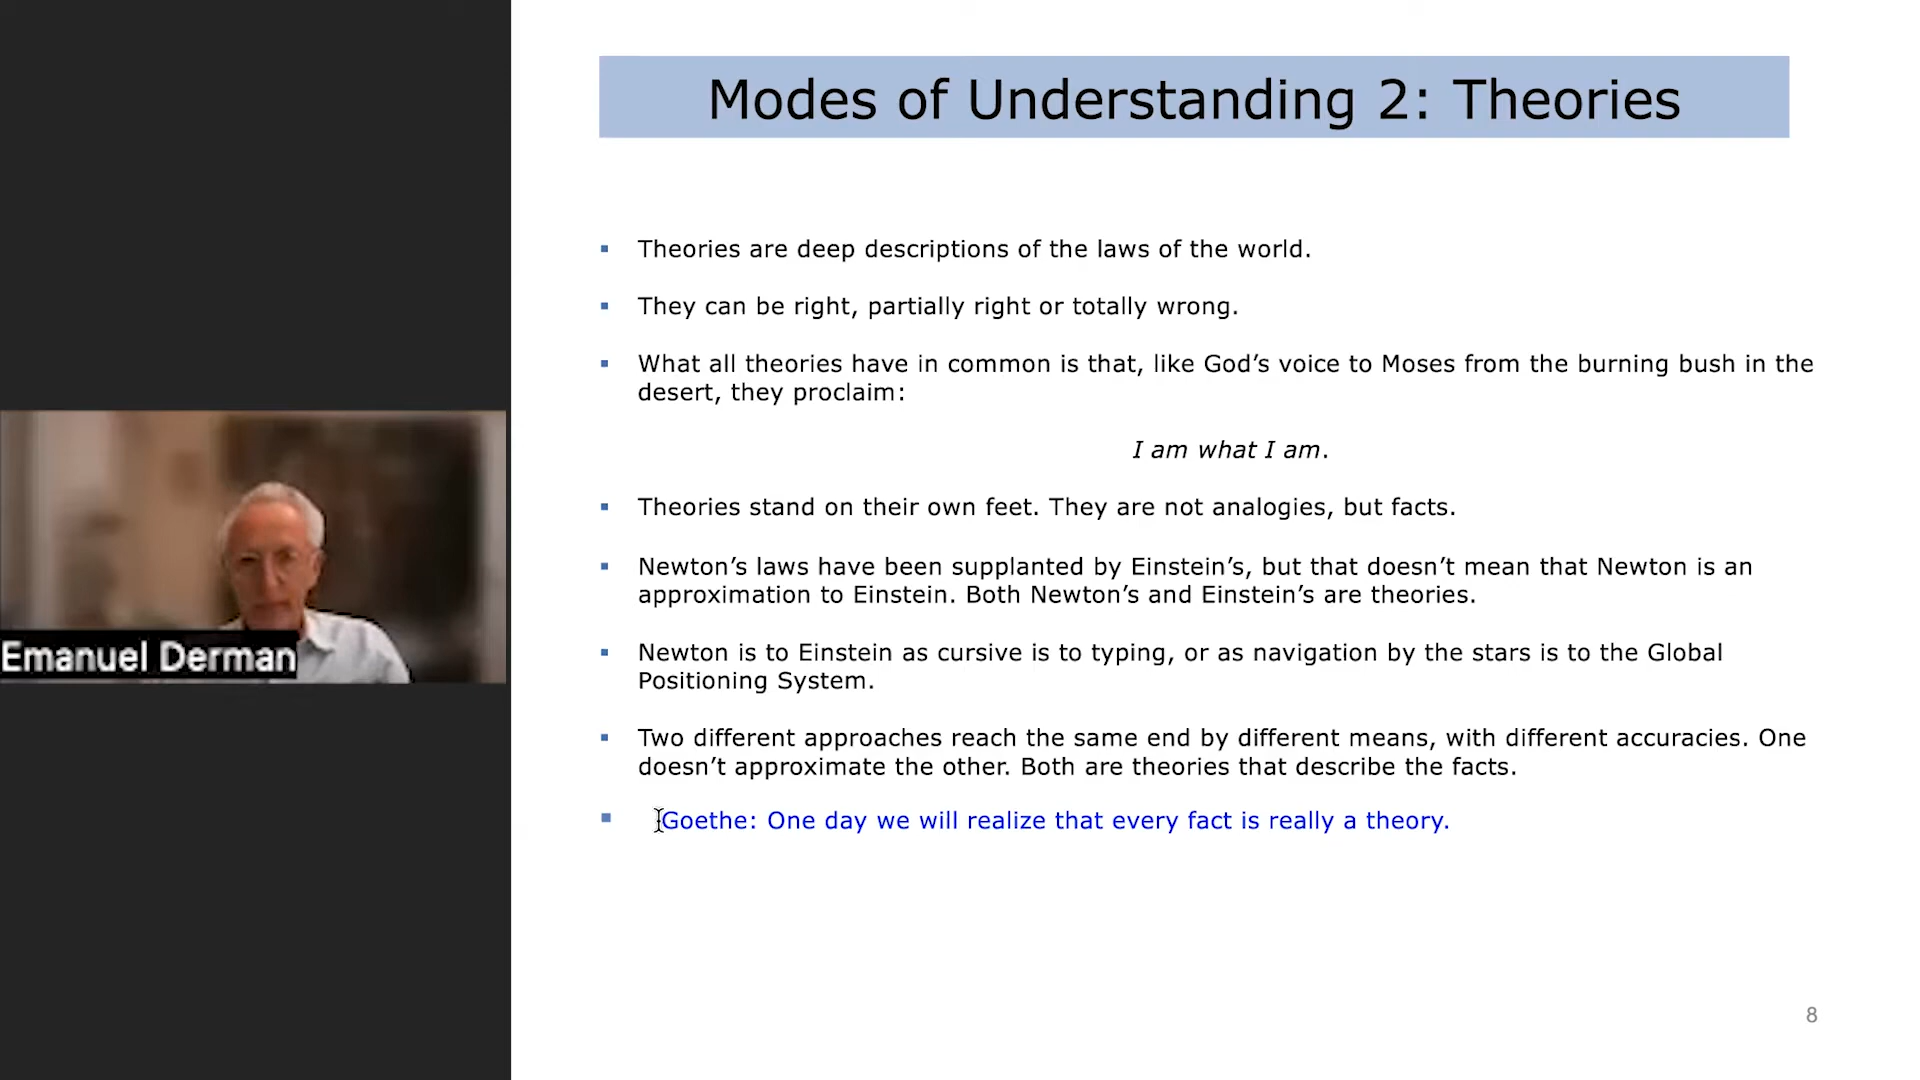 Modes of Understanding 2: Theories
Theories are deep descriptions of the laws of the world.
They can be right, partially right or totally wrong.
What all theories have in common is that, like God’s voice to Moses from the burning bush in the
desert, they proclaim:
I am what I am.
Theories stand on their own feet. They are not analogies, but facts.
Newton’s laws have been supplanted by Einstein’s, but that doesn’t mean that Newton is an
approximation to Einstein. Both Newton’s and Einstein’s are theories.
Newton is to Einstein as cursive is to typing, or as navigation by the stars is to the Global
Positioning System.
Two different approaches reach the same end by different means, with different accuracies. One
doesn’t approximate the other. Both are theories that describe the facts.
Goethe: One day we will realize that every fact is really a theory.
Emanuel Derman
8